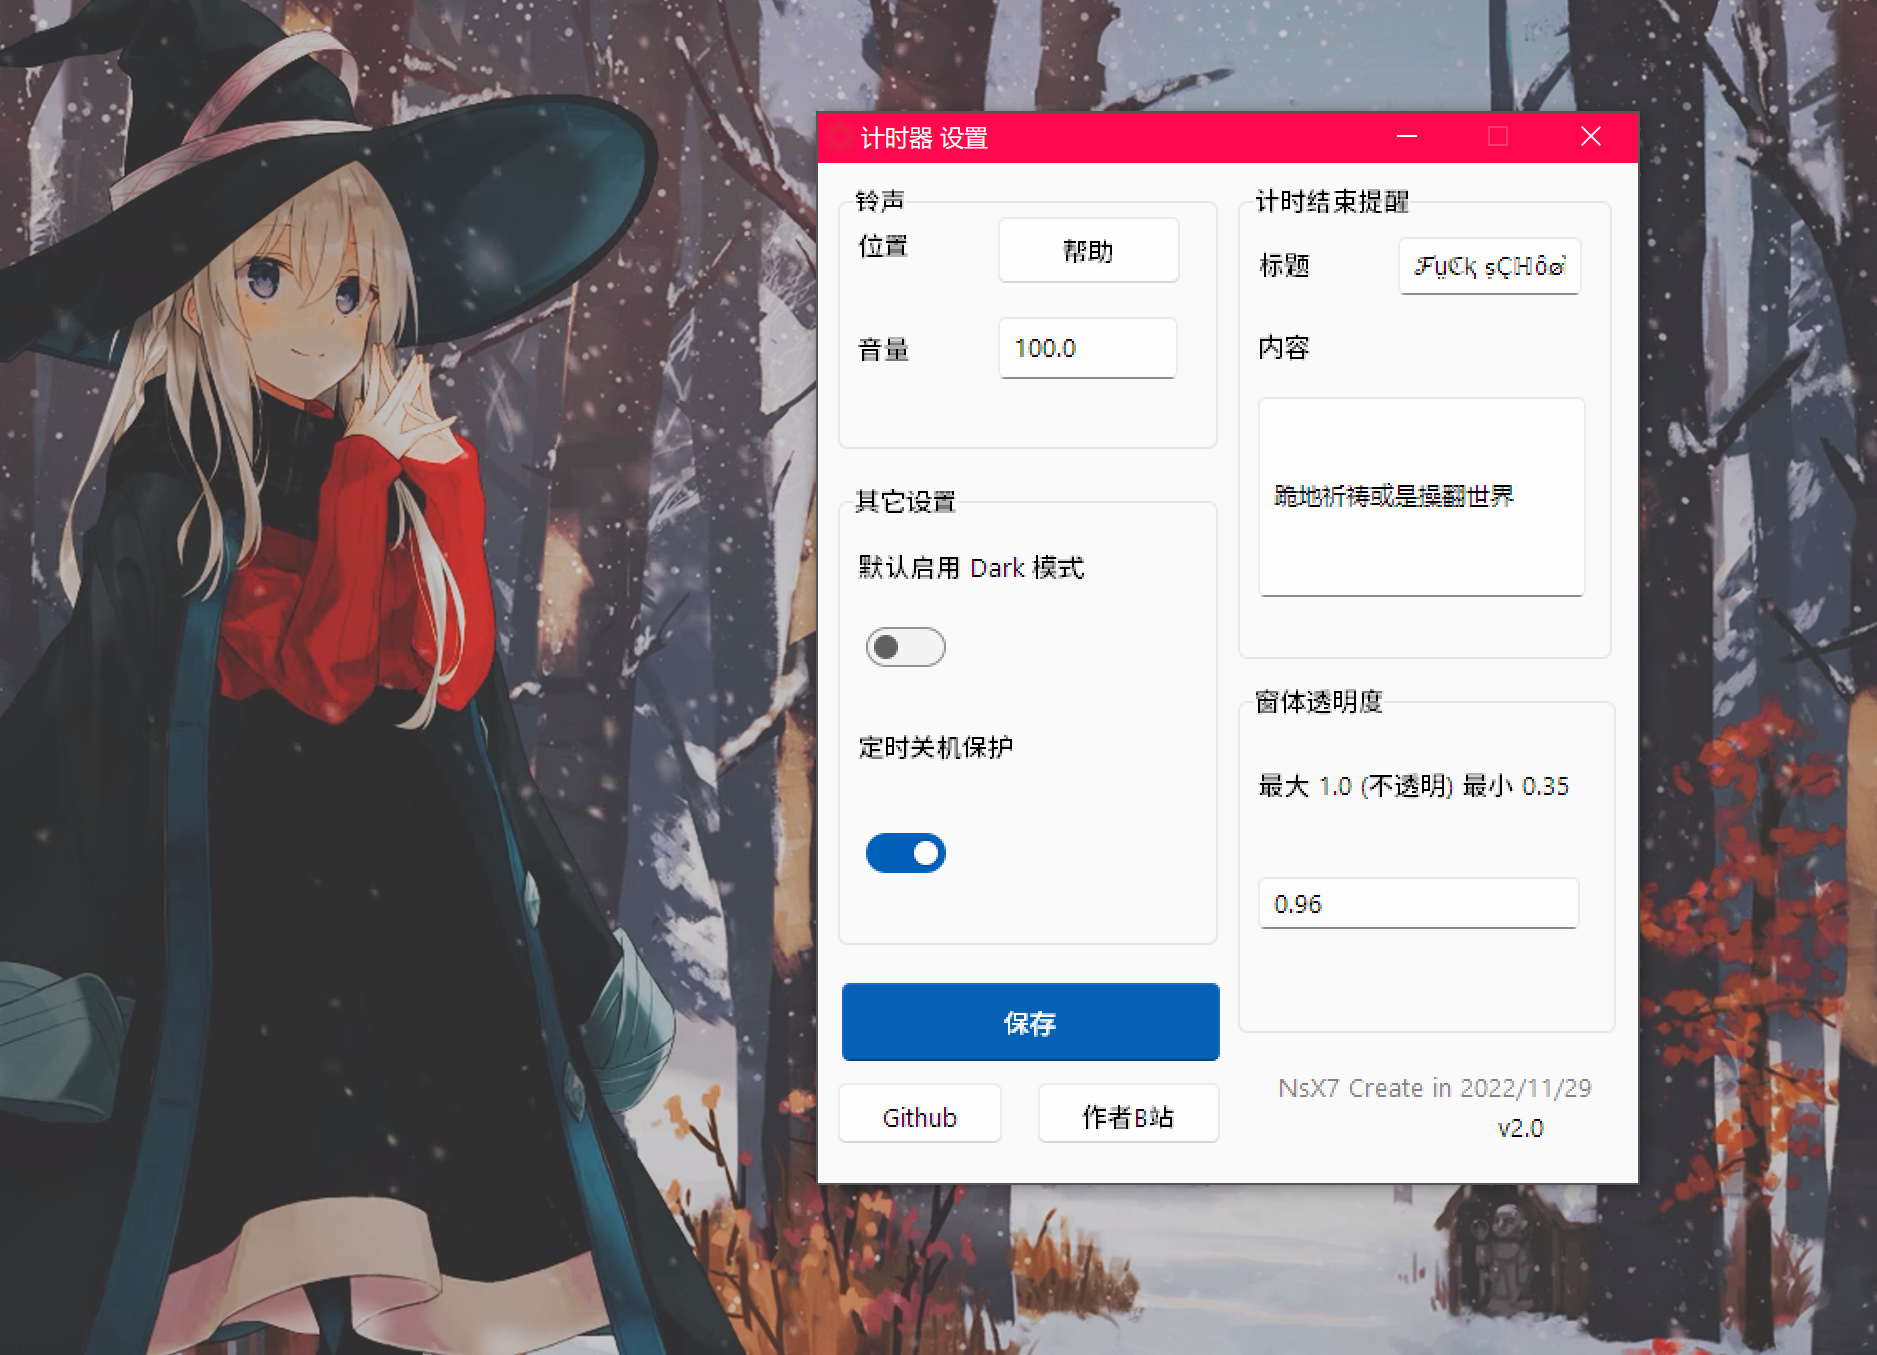 计时器 设置
铃声
位置
帮助
音量
100.0
其它设置
默认启用 Dark 模式
定时关机保护
保存
Github
作者B站
计时结束提醒
标题
内容
跪地祈祷或是操翻世界
窗体透明度
最大 1.0 (不透明) 最小 0.35
0.96
NsX7 Create in 2022/11/29
v2.0